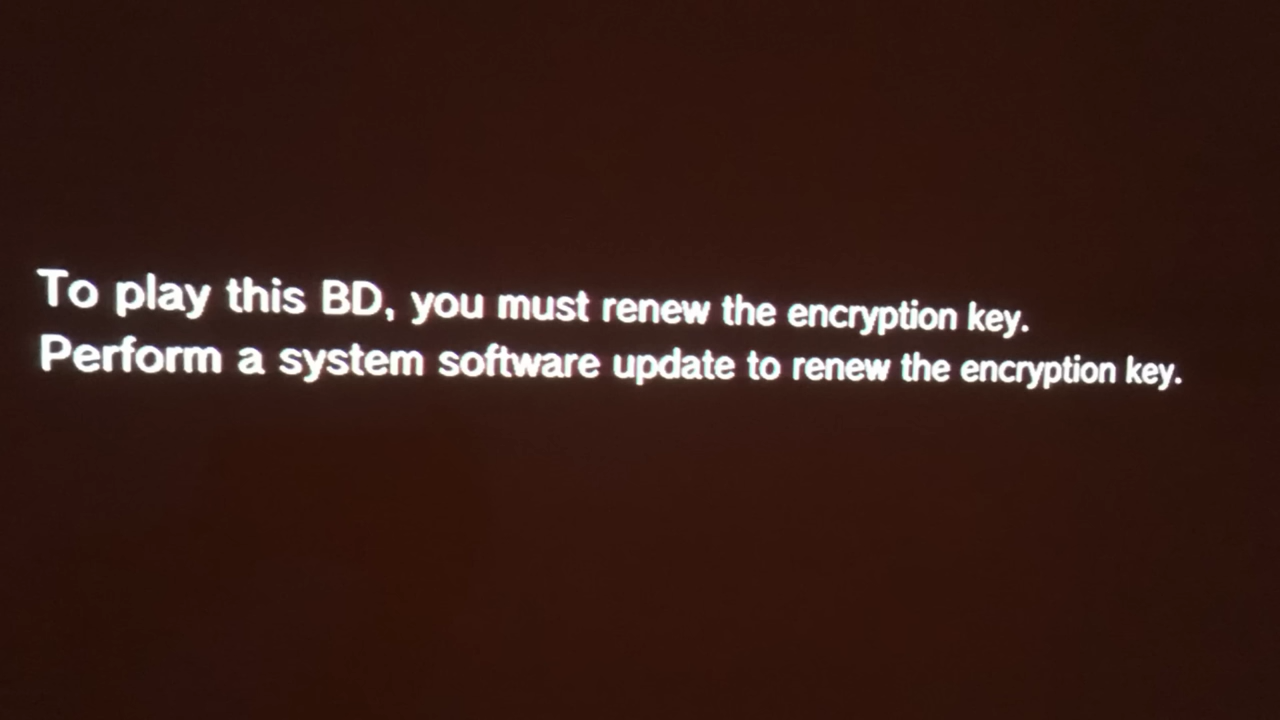 To play this BD, you must renew the encryption key.
Perform a system software update to renew the encryption key.